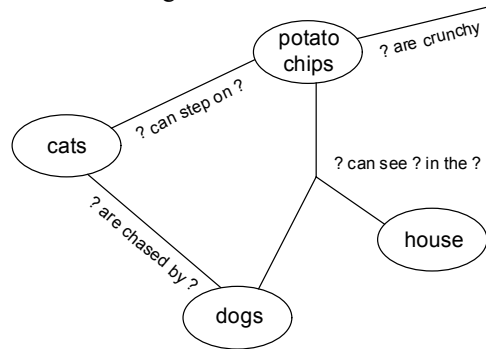 potato
chips
? are crunchy
? can step on ?
cats
? can see ? in the ?
? are chased by ?
house
dogs